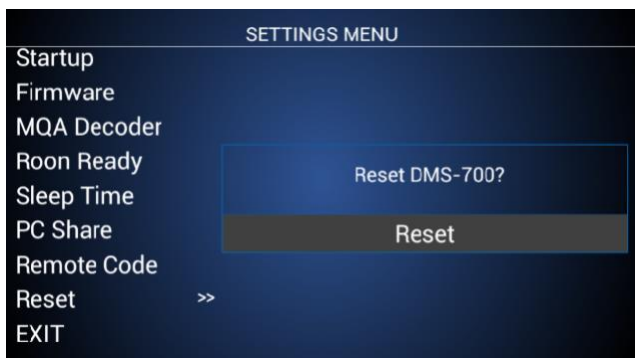 SETTINGS MENU
Startup
Firmware
MQA Decoder
Roon Ready
Sleep Time
PC Share
Remote Code
Reset >>
EXIT
Reset DMS-700?
Reset